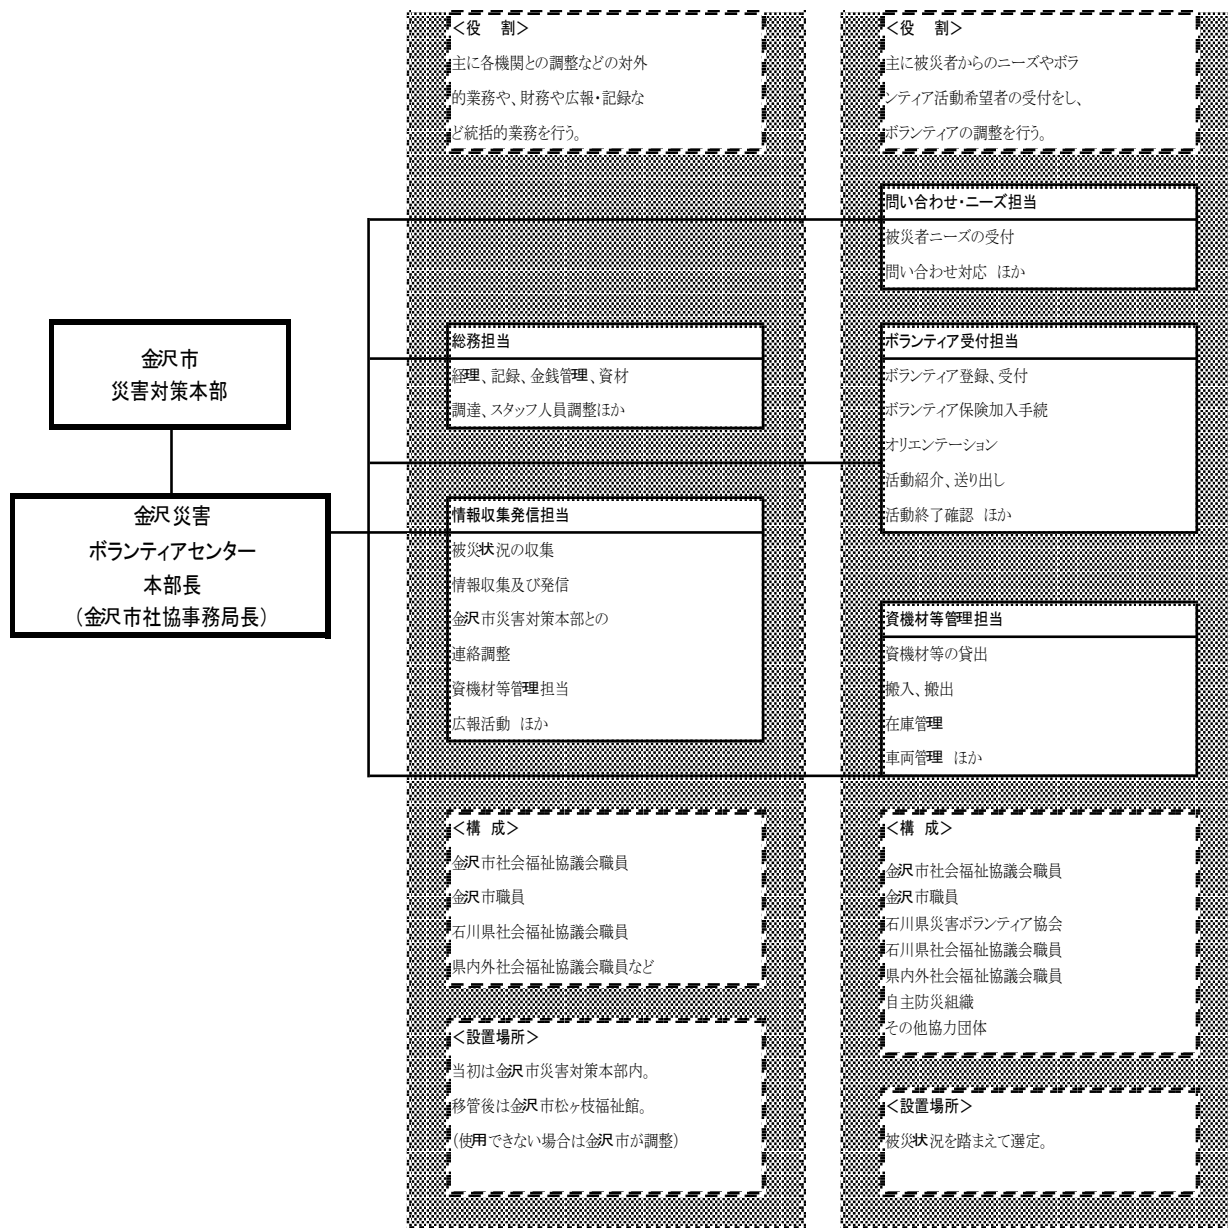 金沢市
災害対策本部
金沢災害
ボランティアセンター
本部長
(金沢市社協事務局長)
<役 割>
主に各機関との調整などの対外
的業務や、財務や広報・記録な
ど統括的業務を行う。
総務担当
経理、記録、金銭管理、資材
調達、スタッフ人員調整ほか
情報収集発信担当
被災状況の収集
情報収集及び発信
金沢市災害対策本部との
連絡調整
資機材等管理担当
広報活動 ほか
<構 成>
金沢市社会福祉協議会職員
金沢市職員
石川県社会福祉協議会職員
県内外社会福祉協議会職員など
<設置場所>
当初は金沢市災害対策本部内。
移管後は金沢市松ヶ枝福祉館。
(使用できない場合は金沢市が調整)
<役 割>
主に被災者からのニーズやボラ
ンティア活動希望者の受付をし、
ボランティアの調整を行う。
問い合わせ・ニーズ担当
被災者ニーズの受付
問い合わせ対応 ほか
ボランティア受付担当
ボランティア登録、受付
ボランティア保険加入手続
オリエンテーション
活動紹介、送り出し
活動終了確認 ほか
資機材等管理担当
資機材等の貸出
搬入、搬出
在庫管理
車両管理 ほか
<構 成>
金沢市社会福祉協議会職員
金沢市職員
石川県災害ボランティア協会
石川県社会福祉協議会職員
県内外社会福祉協議会職員
自主防災組織
その他協力団体
<設置場所>
被災状況を踏まえて選定。